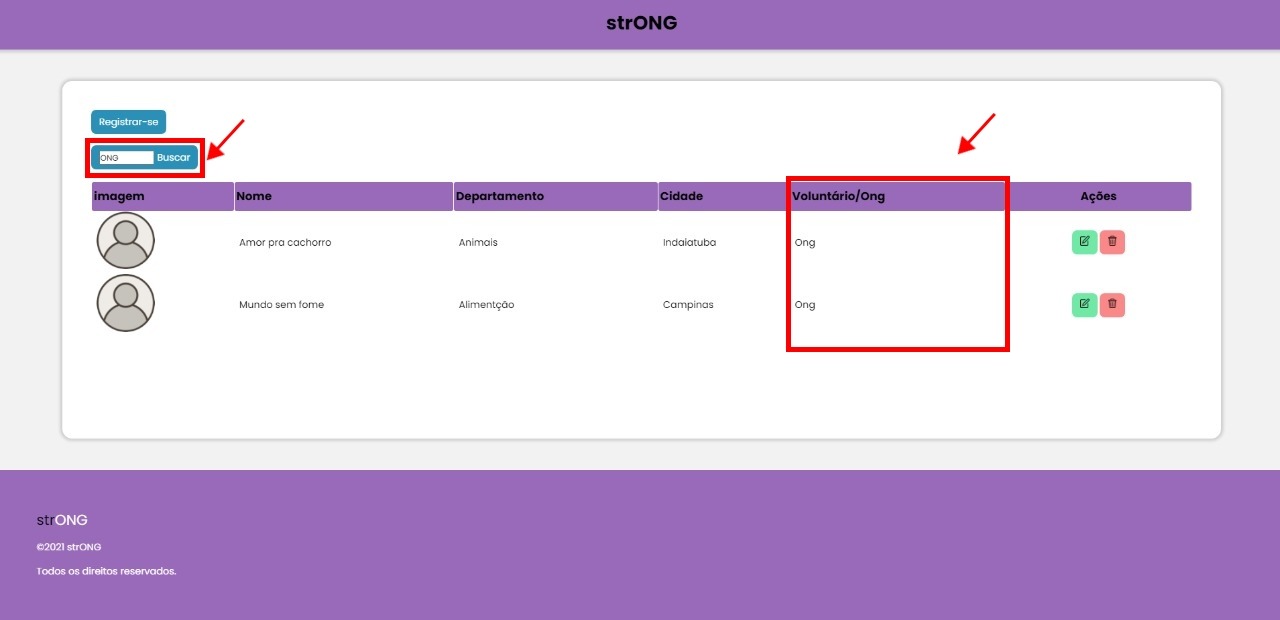 strONG
Registrar-se
ONG Buscar
imagem Nome Departamento Cidade Voluntário/Ong Ações
Amor pra cachorro Animais Indaiatuba Ong
Mundo sem fome Alimentção Campinas Ong
strONG
©2021 strONG
Todos os direitos reservados.